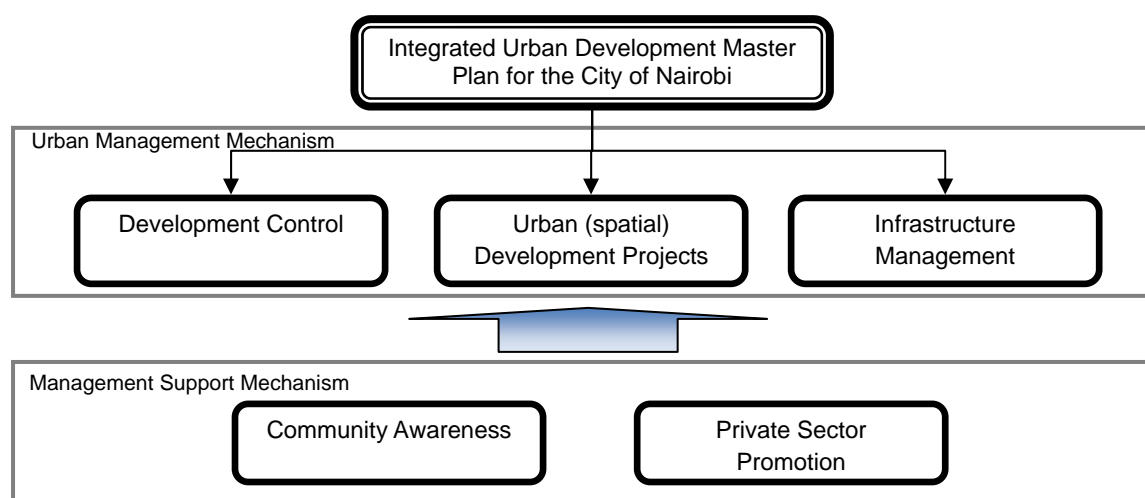 Integrated Urban Development Master
Plan for the City of Nairobi
Urban Management Mechanism
Development Control
Urban (spatial)
Development Projects
Infrastructure
Management
Management Support Mechanism
Community Awareness
Private Sector
Promotion